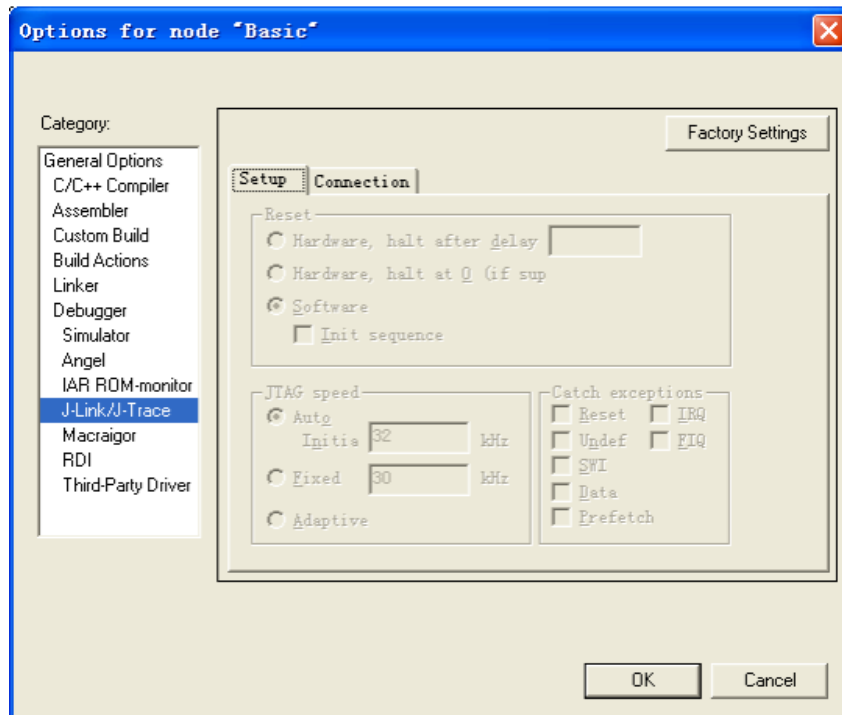 Options for node "Basic"
Category:
General Options
C/C++ Compiler
Assembler
Custom Build
Build Actions
Linker
Debugger
Simulator
Angel
IAR ROM-monitor
J-Link/J-Trace
Macraigor
RDI
Third-Party Driver
Factory Settings
Setup Connection
Reset
Hardware, halt after delay
Hardware, halt at 0 (if sup
Software
Init sequence
JTAG speed
Auto
Initia 32 kHz
Fixed 30 kHz
Adaptive
Catch exceptions
Reset IRQ
Undef FIQ
SWI
Data
Prefetch
OK Cancel